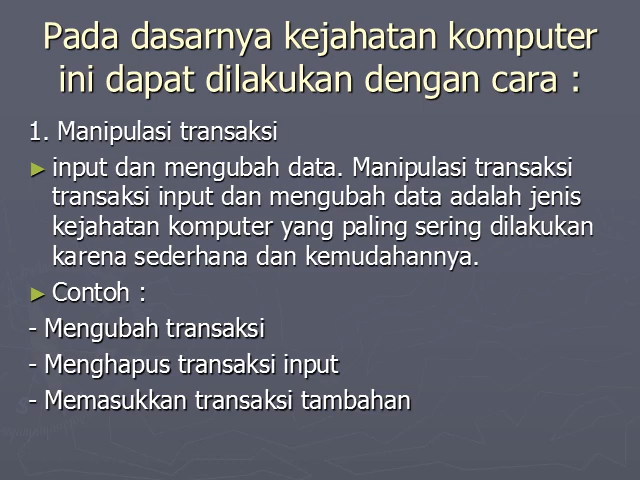 Pada dasarnya kejahatan komputer
ini dapat dilakukan dengan cara :
1. Manipulasi transaksi
► input dan mengubah data. Manipulasi transaksi
transaksi input dan mengubah data adalah jenis
kejahatan komputer yang paling sering dilakukan
karena sederhana dan kemudahannya.
► Contoh :
- Mengubah transaksi
- Menghapus transaksi input
- Memasukkan transaksi tambahan